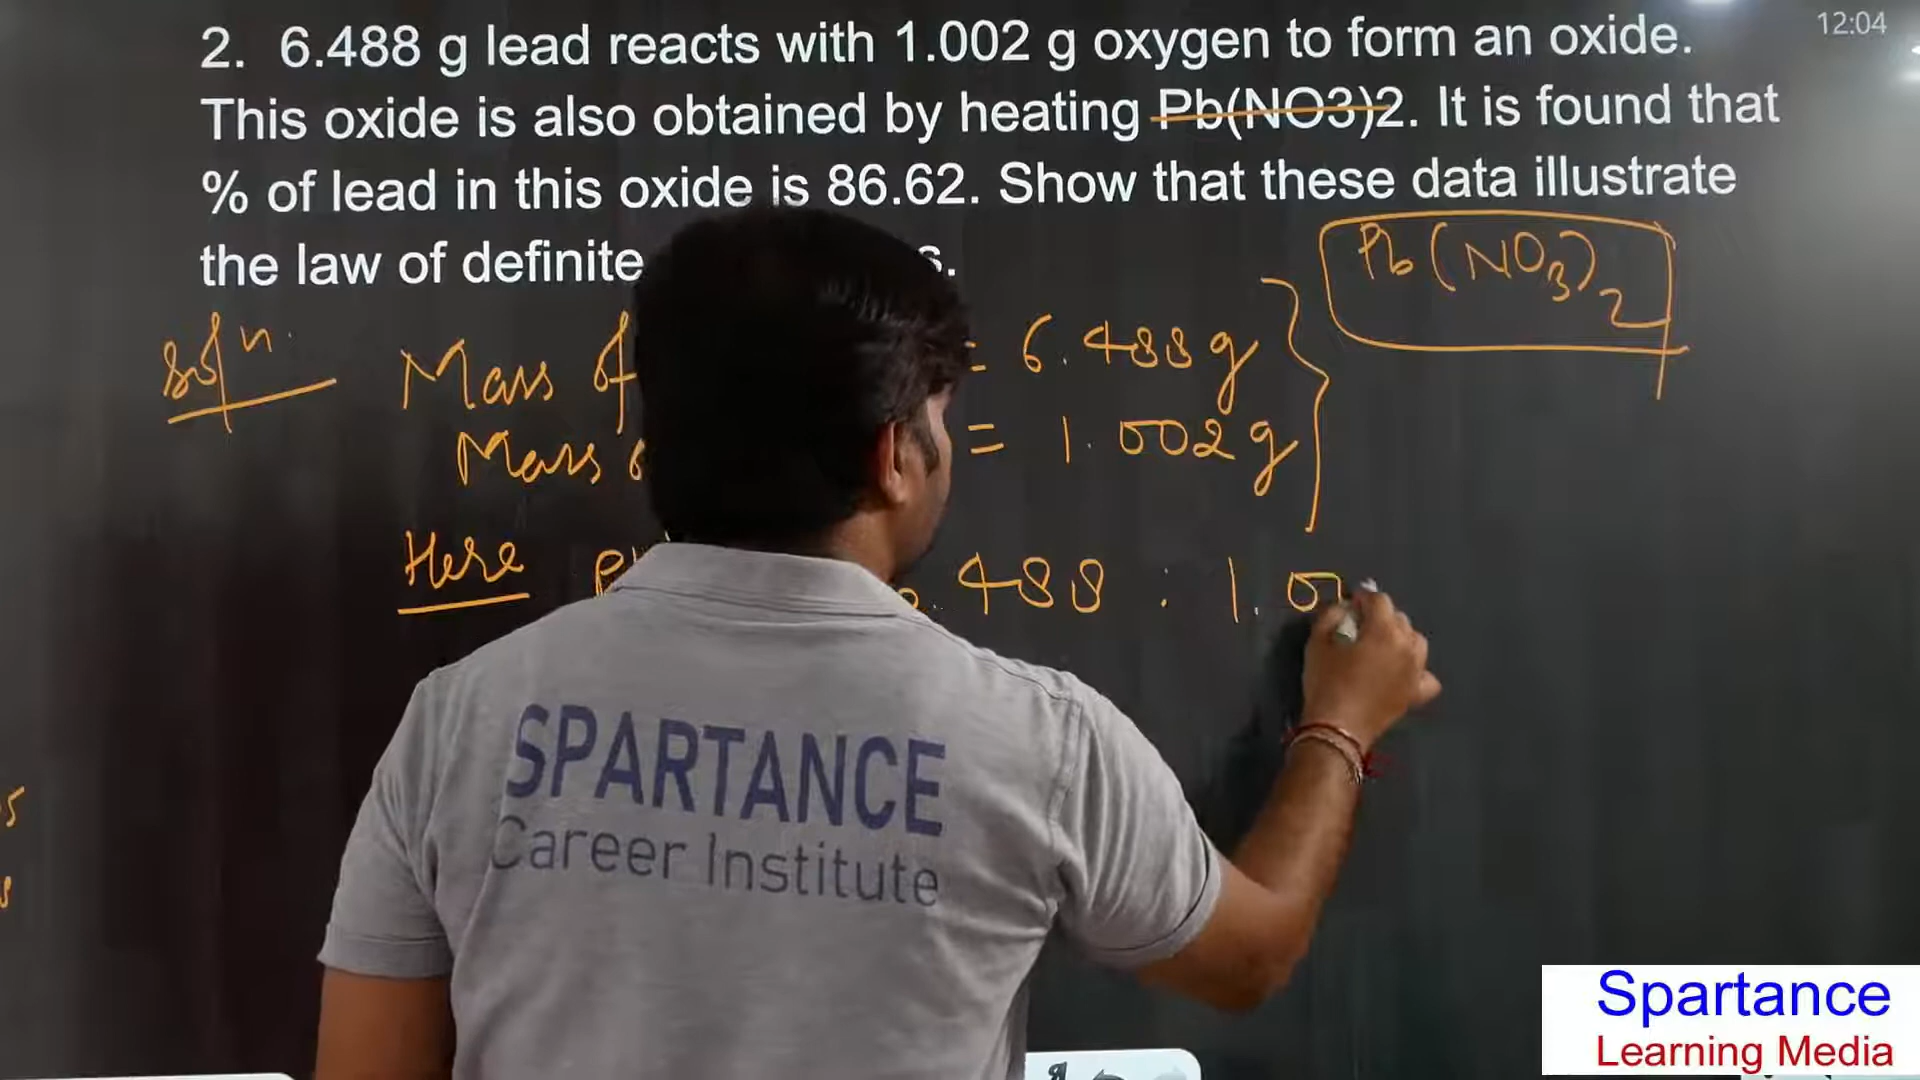 12:04
2. 6.488 g lead reacts with 1.002 g oxygen to form an oxide.
This oxide is also obtained by heating Pb(NO3)2. It is found that
% of lead in this oxide is 86.62. Show that these data illustrate
the law of definite s.
Pb(NO3)2
Soln.
Mass of = 6.488 g
Mass = 1.002 g
Here .488 : 1.00
SPARTANCE
Career Institute
Spartance
Learning Media